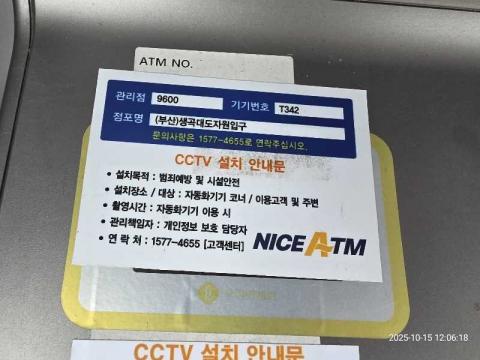 ATM NO.
관리점 9600 기기번호 T342
점포명 (부산)생곡대도자원입구
문의사항은 1577-4655로 연락주십시오.
CCTV 설치 안내문
• 설치목적 : 범죄예방 및 시설안전
• 설치장소 / 대상 : 자동화기기 코너 / 이용고객 및 주변
• 촬영시간 : 자동화기기 이용 시
• 관리책임자 : 개인정보 보호 담당자
• 연 락 처 : 1577-4655 [고객센터]
NICE ATM
2025-10-15 12:06:18
CCTV 설치 안내문